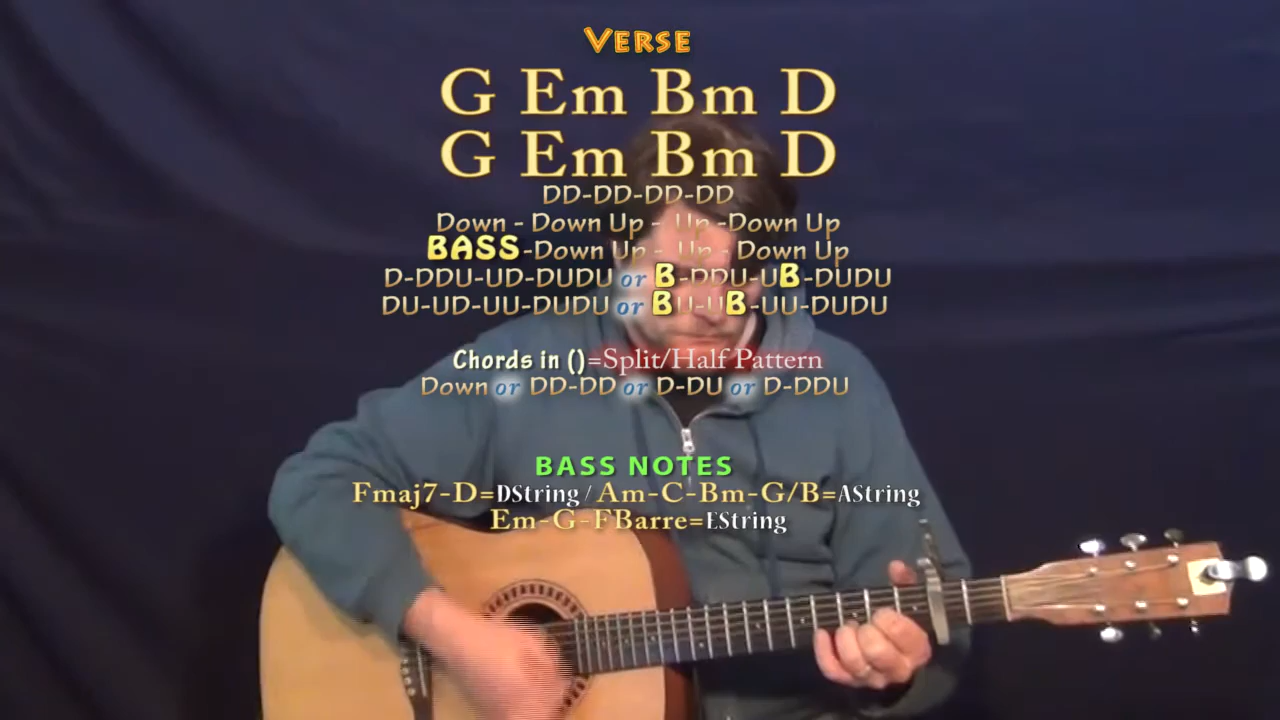 VERSE
G Em Bm D
G Em Bm D
DD-DD-DD-DD
Down - Down Up - Up -Down Up
BASS-Down Up - Up - Down Up
D-DDU-UD-DUDU or B-DDU-UB-DUDU
DU-UD-UU-DUDU or BU-UB-UU-DUDU
Chords in ()=Split/Half Pattern
Down or DD-DD or D-DU or D-DDU
BASS NOTES
Fmaj7-D=DString / Am-C-Bm-G/B=AString
Em-G-FBarre=EString